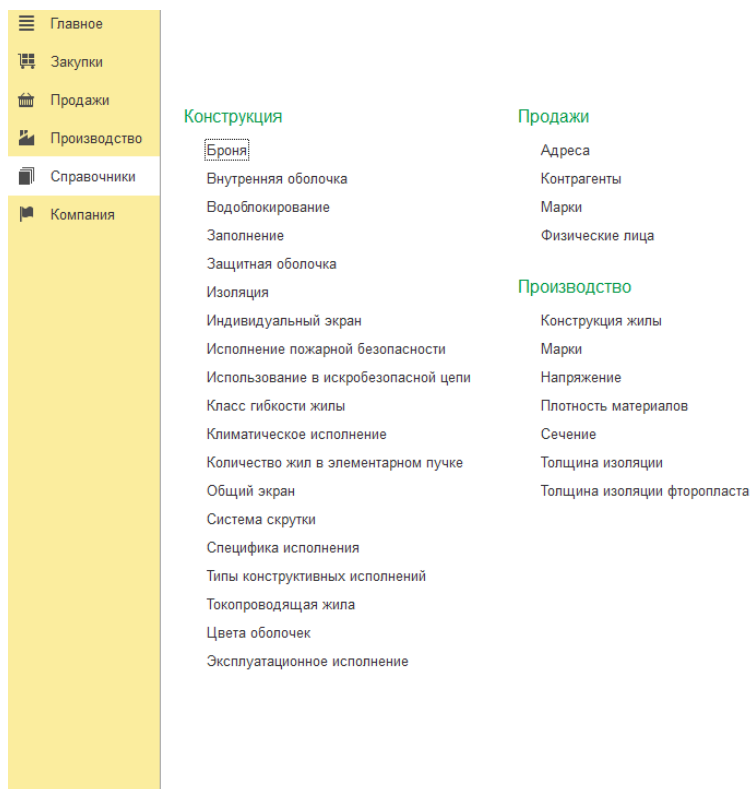 Главное
Закупки
Продажи
Производство
Справочники
Компания
Конструкция
Броня
Внутренняя оболочка
Водоблокирование
Заполнение
Защитная оболочка
Изоляция
Индивидуальный экран
Исполнение пожарной безопасности
Использование в искробезопасной цепи
Класс гибкости жилы
Климатическое исполнение
Количество жил в элементарном пучке
Общий экран
Система скрутки
Специфика исполнения
Типы конструктивных исполнений
Токопроводящая жила
Цвета оболочек
Эксплуатационное исполнение
Продажи
Адреса
Контрагенты
Марки
Физические лица
Производство
Конструкция жилы
Марки
Напряжение
Плотность материалов
Сечение
Толщина изоляции
Толщина изоляции фторопласта